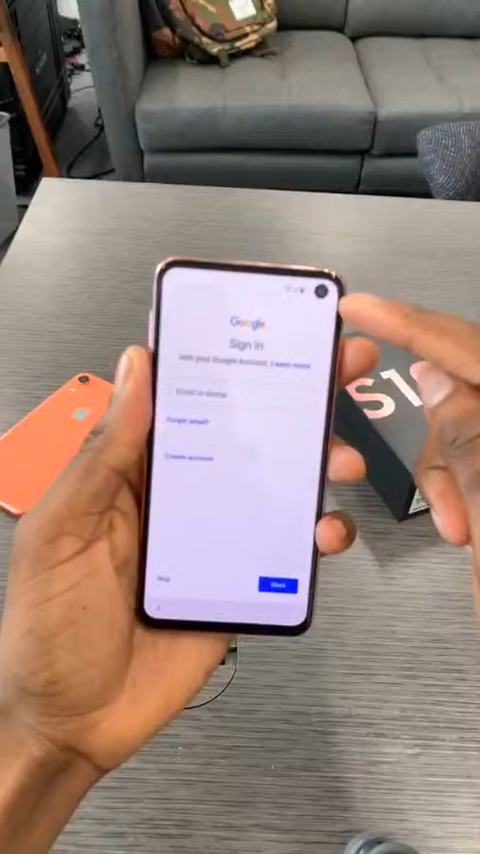 Google
Sign in
with your Google Account. Learn more
Email or phone
Forgot email?
Create account
Skip
Next
S10